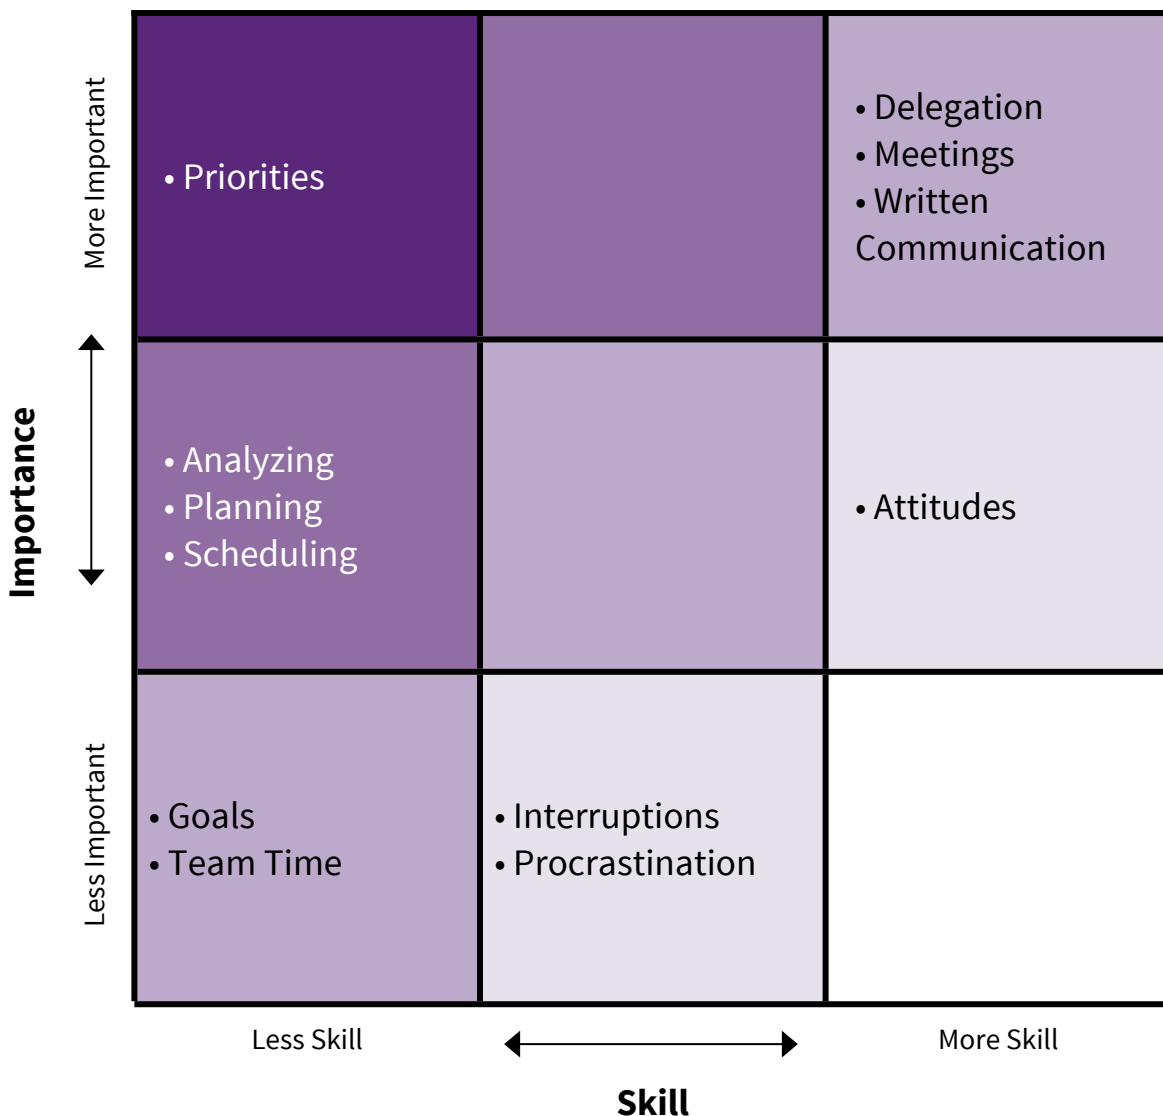 More Important
• Priorities
• Delegation
• Meetings
• Written
Communication
Importance
• Analyzing
• Planning
• Scheduling
• Attitudes
Less Important
• Goals
• Team Time
• Interruptions
• Procrastination
Less Skill
More Skill
Skill